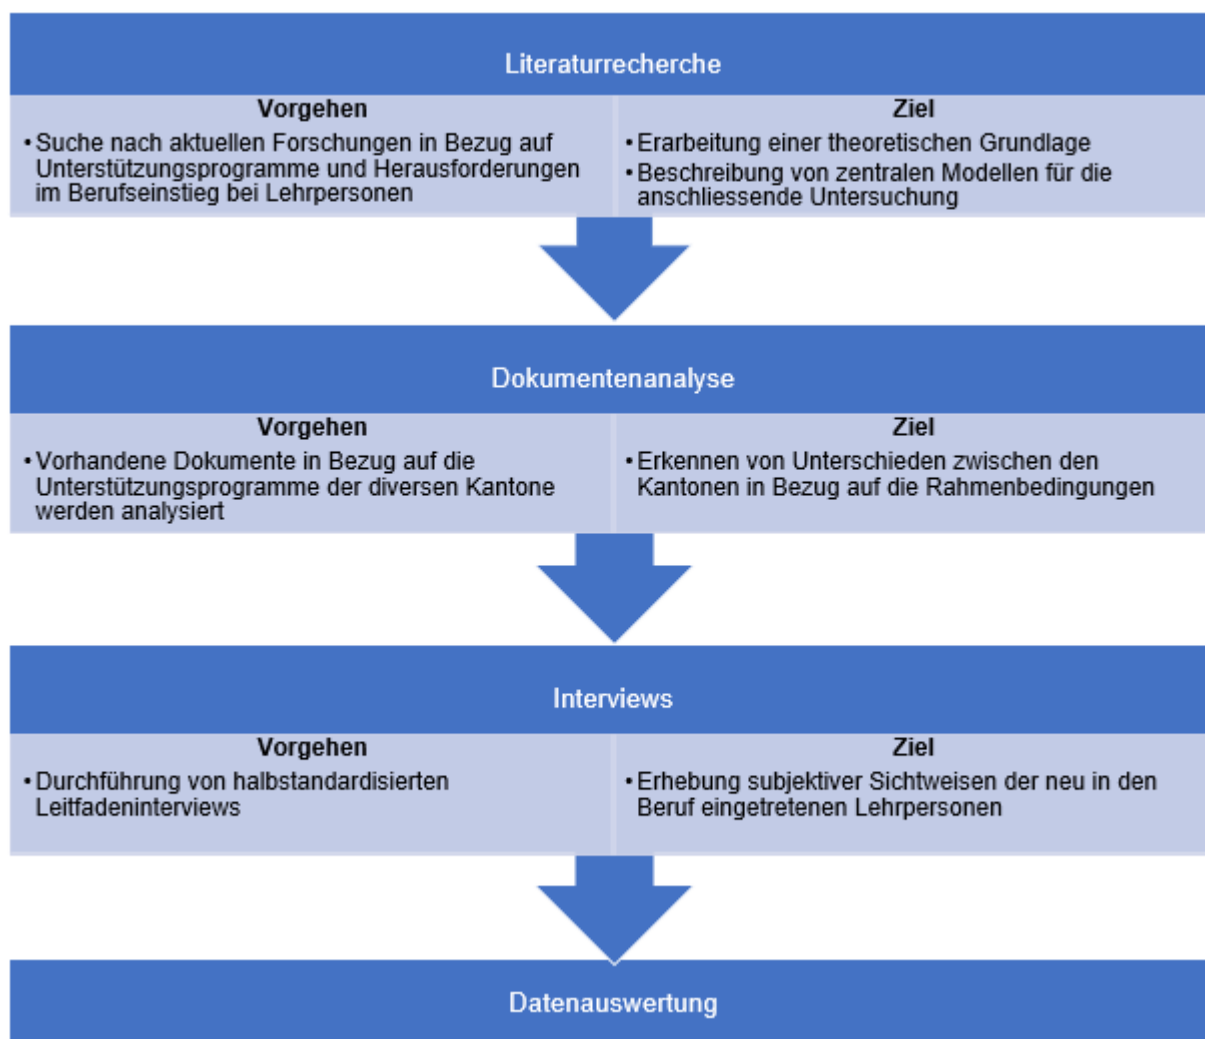 Literaturrecherche
Vorgehen
• Suche nach aktuellen Forschungen in Bezug auf
Unterstützungsprogramme und Herausforderungen
im Berufseinstieg bei Lehrpersonen
Ziel
• Erarbeitung einer theoretischen Grundlage
• Beschreibung von zentralen Modellen für die
anschliessende Untersuchung
Dokumentenanalyse
Vorgehen
• Vorhandene Dokumente in Bezug auf die
Unterstützungsprogramme der diversen Kantone
werden analysiert
Ziel
• Erkennen von Unterschieden zwischen den
Kantonen in Bezug auf die Rahmenbedingungen
Interviews
Vorgehen
• Durchführung von halbstandardisierten
Leitfadeninterviews
Ziel
• Erhebung subjektiver Sichtweisen der neu in den
Beruf eingetretenen Lehrpersonen
Datenauswertung